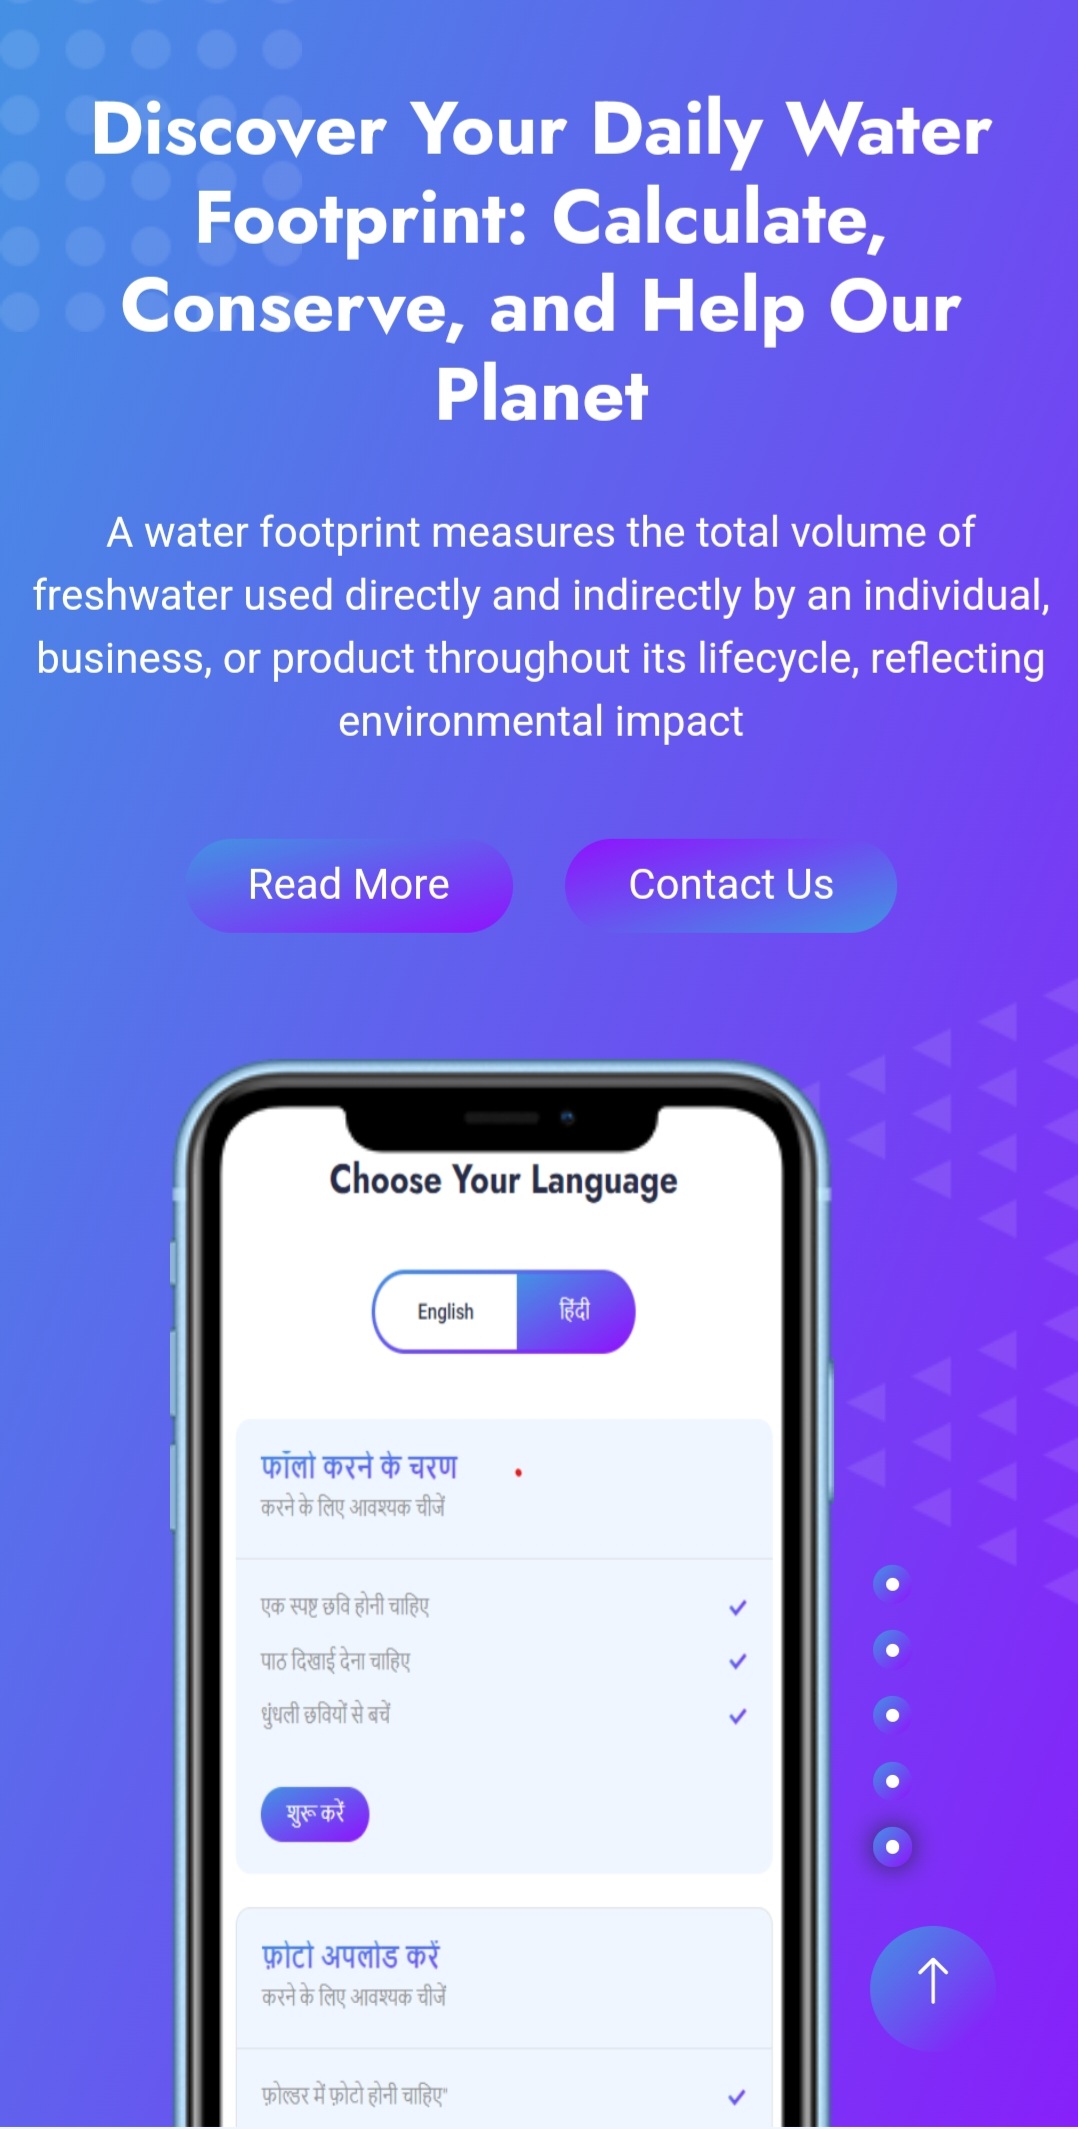 Discover Your Daily Water
Footprint: Calculate,
Conserve, and Help Our
Planet
A water footprint measures the total volume of
freshwater used directly and indirectly by an individual,
business, or product throughout its lifecycle, reflecting
environmental impact
Read More
Contact Us
Choose Your Language
English
हिंदी
फॉलो करने के चरण
करने के लिए आवश्यक चीजें
एक स्पष्ट छवि होनी चाहिए
पाठ दिखाई देना चाहिए
धुंधली छवियों से बचें
शुरू करें
फ़ोटो अपलोड करें
करने के लिए आवश्यक चीजें
फ़ोल्डर में फ़ोटो होनी चाहिए"